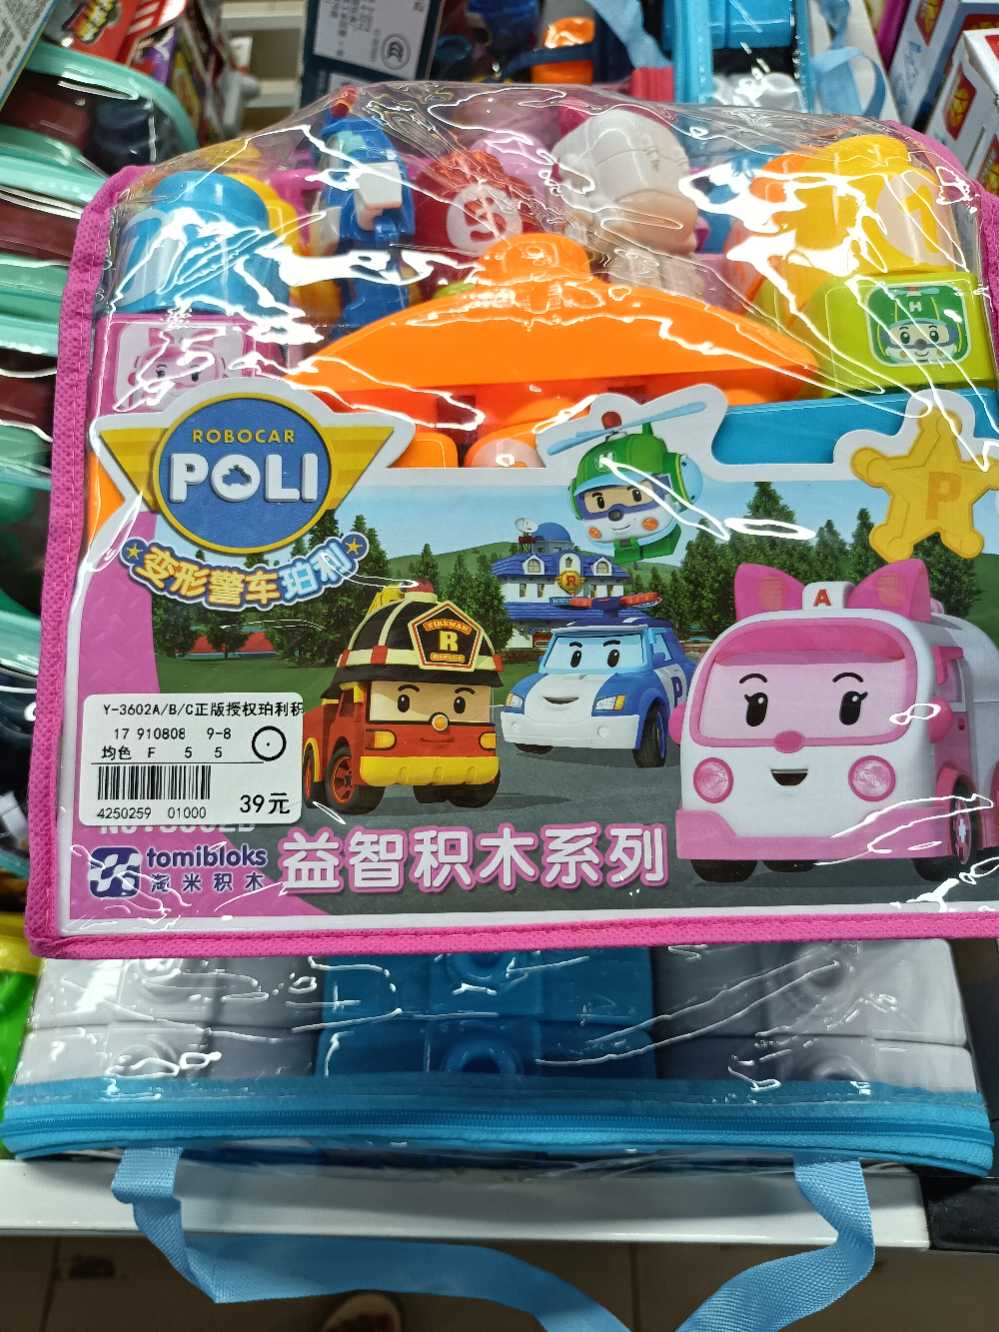 ROBOCAR
POLI
变形警车珀利
H
H
P
R
FIREMAN
R
P
A
Y-3602A/B/C正版授权珀利积
17 910808 9-8
均色 F 5 5
4250259 01000
39元
tomibloks
淘米积木
益智积木系列